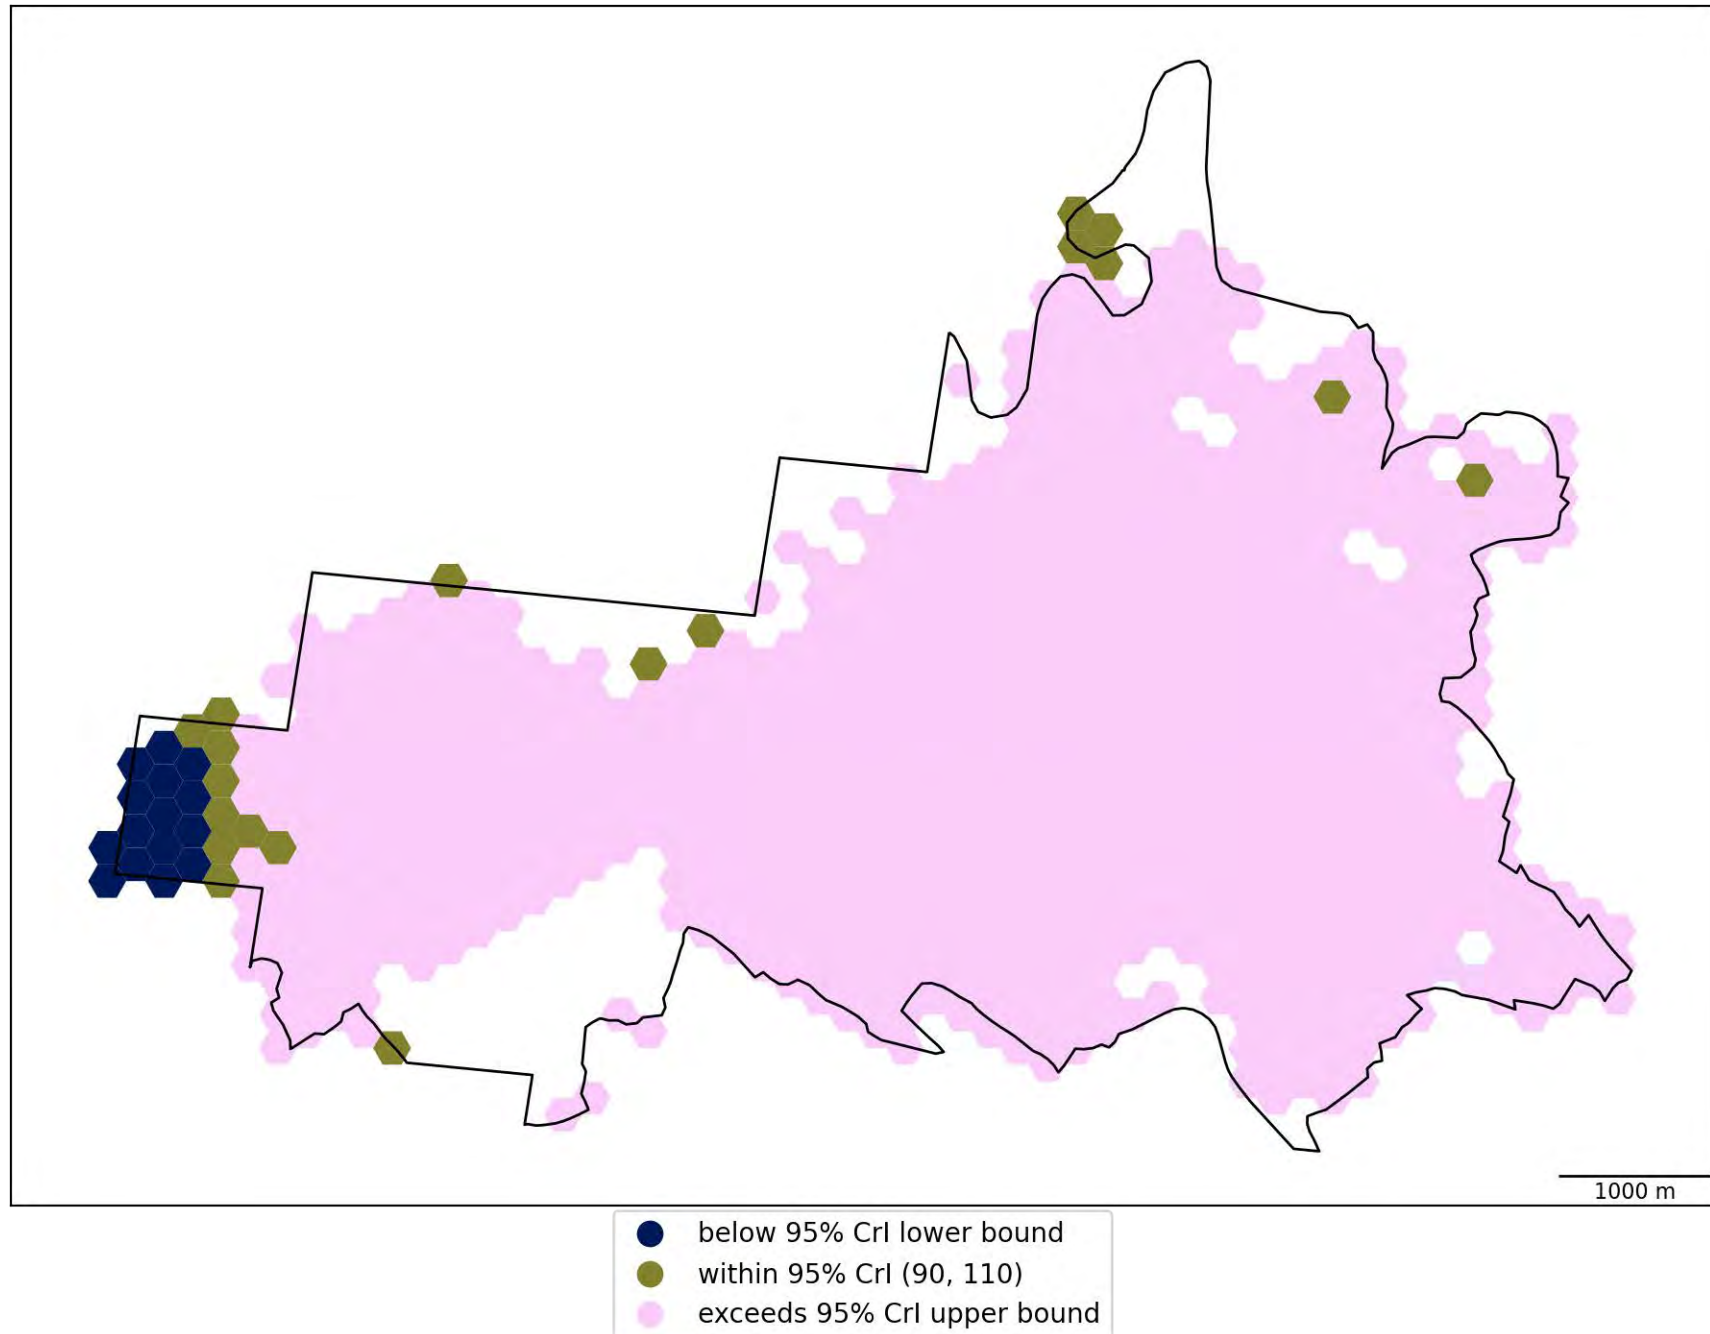 1000 m
below 95% CrI lower bound
within 95% CrI (90, 110)
exceeds 95% CrI upper bound